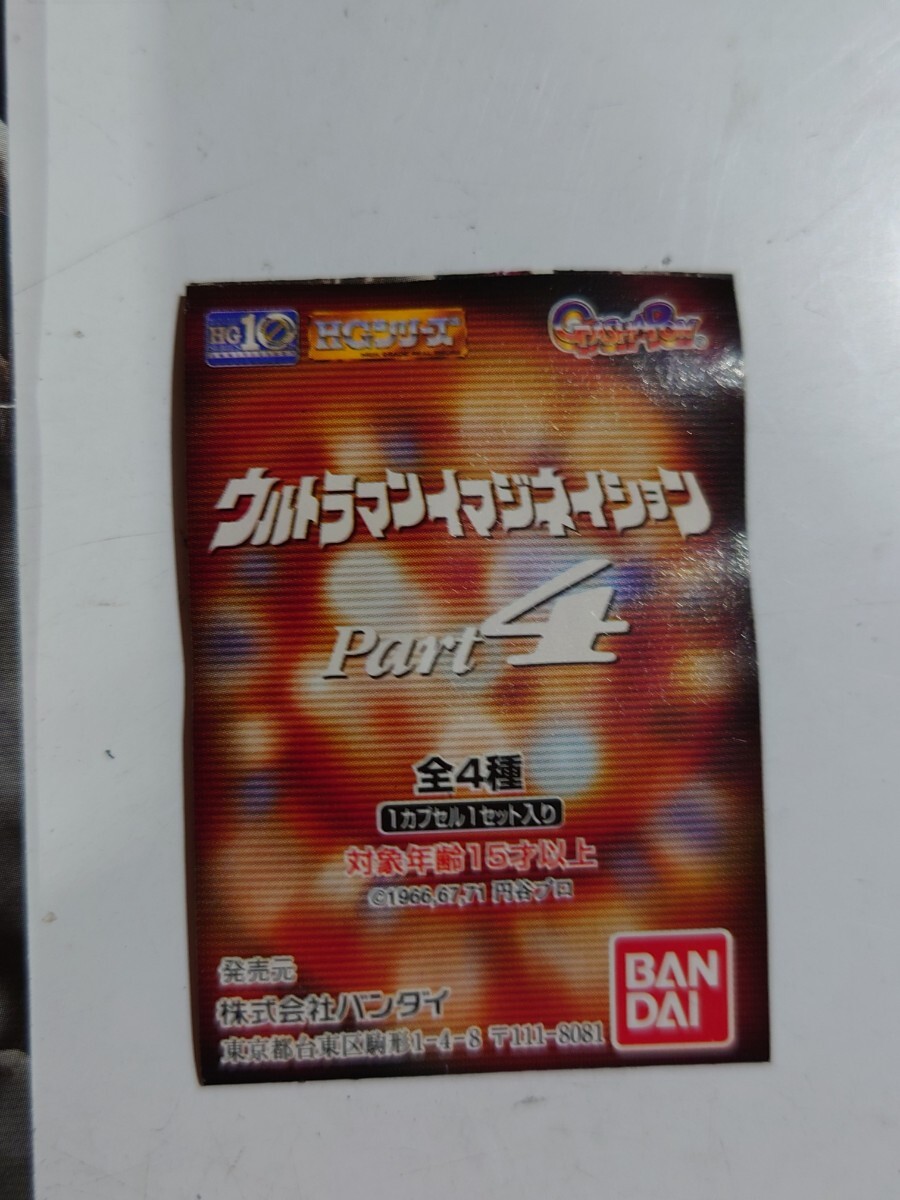 HG10 HGシリーズ GASHAPON®
ウルトラマンイマジネイション
Part 4
全4種
1カプセル1セット入り
対象年齢15才以上
©1966,67,71 円谷プロ
発売元
株式会社バンダイ
東京都台東区駒形1-4-8 〒111-8081
BAN
DAI